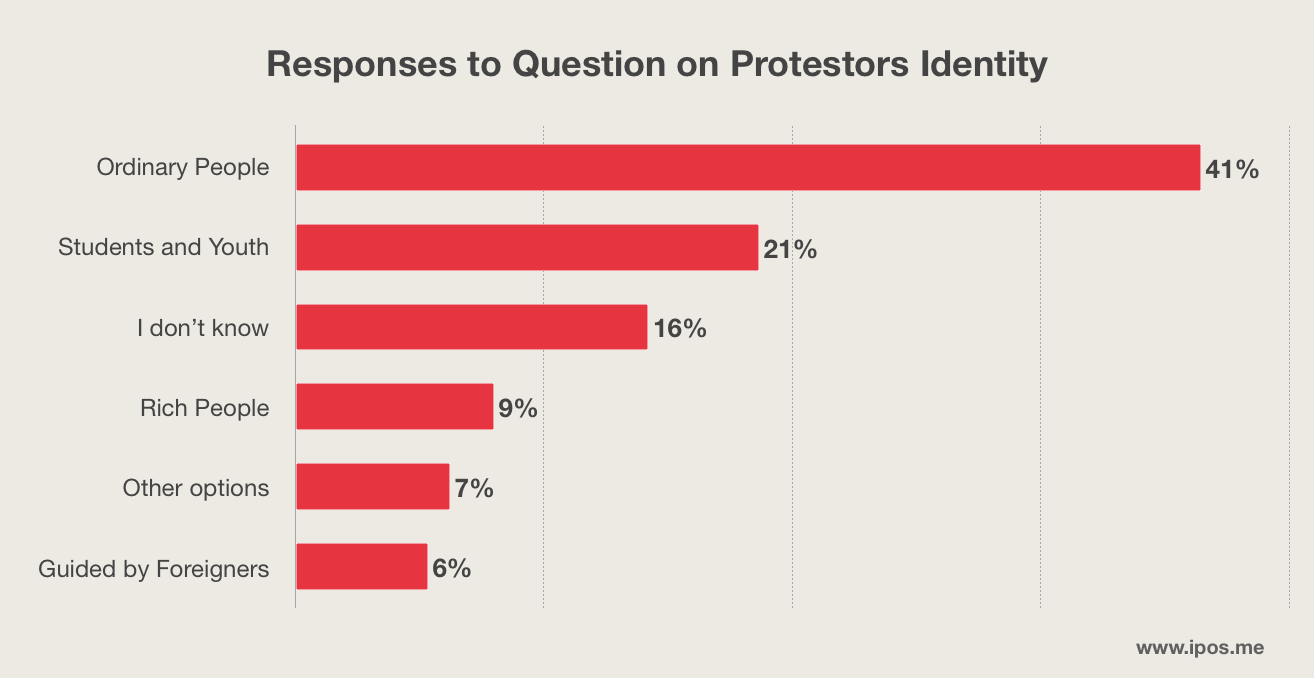 Responses to Question on Protestors Identity
Ordinary People 41%
Students and Youth 21%
I don’t know 16%
Rich People 9%
Other options 7%
Guided by Foreigners 6%
www.ipos.me